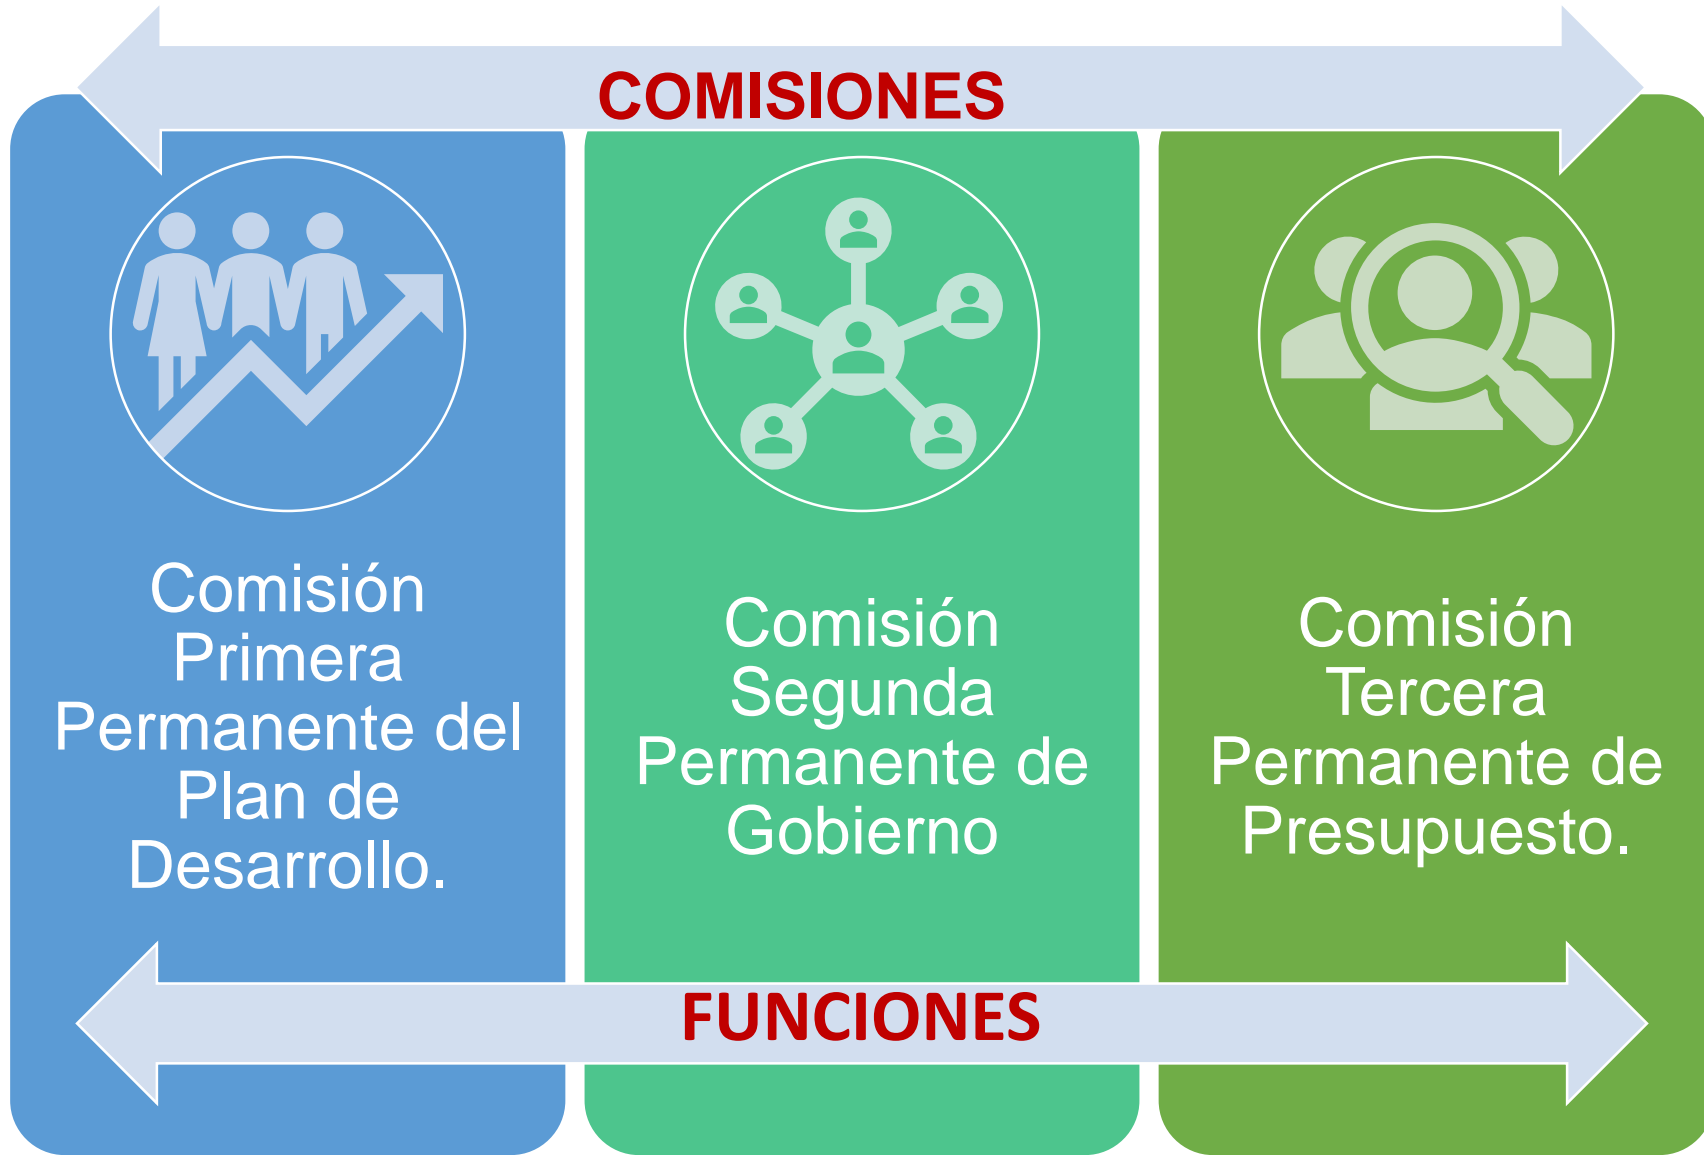 COMISIONES
Comisión
Primera
Permanente del
Plan de
Desarrollo.
Comisión
Segunda
Permanente de
Gobierno
Comisión
Tercera
Permanente de
Presupuesto.
FUNCIONES